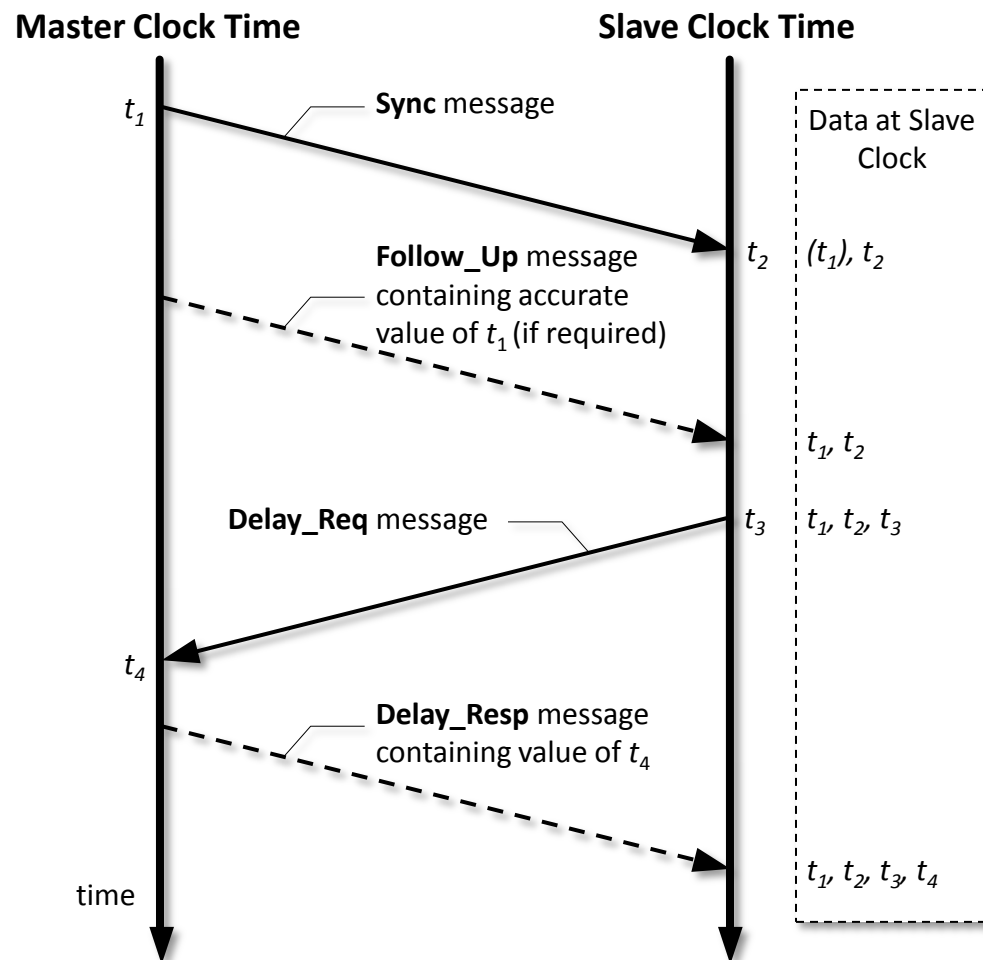 Master Clock Time
Slave Clock Time
t₁
Sync message
Data at Slave
Clock
t₂
(t₁), t₂
Follow_Up message
containing accurate
value of t₁ (if required)
t₁, t₂
Delay_Req message
t₃
t₁, t₂, t₃
t₄
Delay_Resp message
containing value of t₄
t₁, t₂, t₃, t₄
time